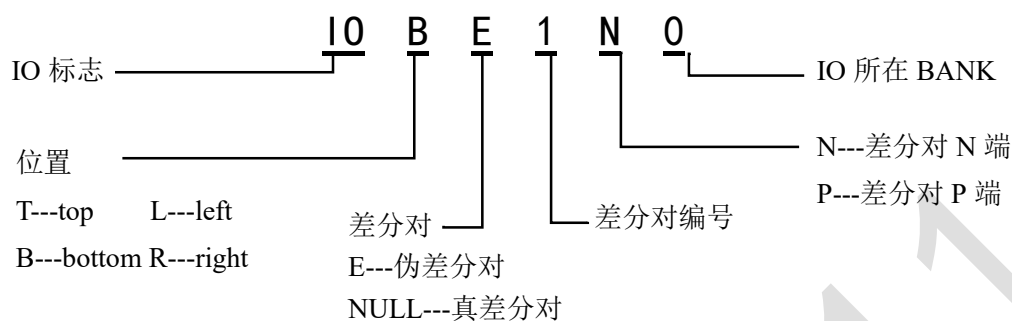 IO B E 1 N 0
IO 标志
IO 所在 BANK
位置
T---top L---left
B---bottom R---right
差分对
E---伪差分对
NULL---真差分对
差分对编号
N---差分对 N 端
P---差分对 P 端
1